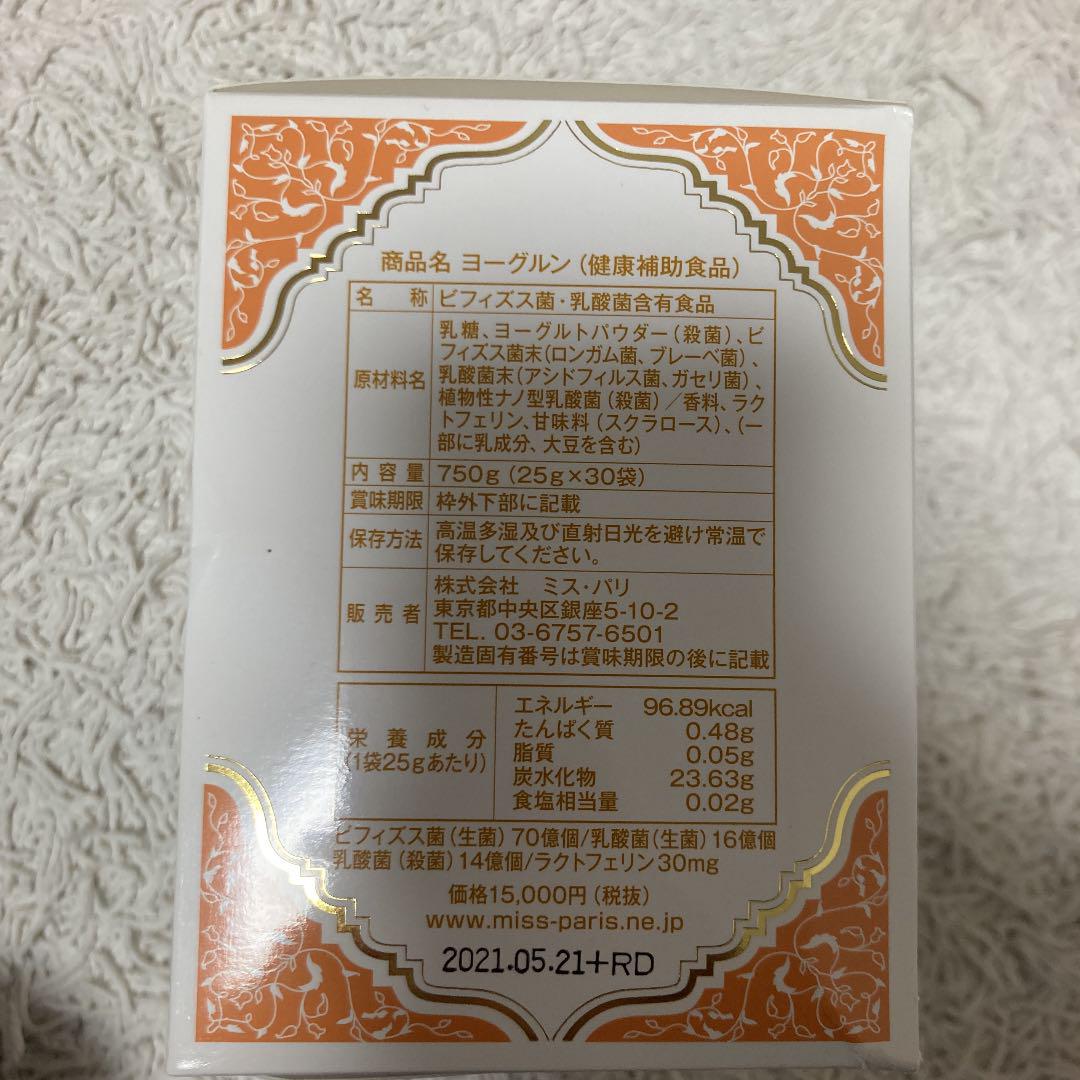 商品名 ヨーグルン(健康補助食品)
名 称 ビフィズス菌・乳酸菌含有食品
原材料名 乳糖、ヨーグルトパウダー(殺菌)、ビ
フィズス菌末(ロンガム菌、ブレーベ菌)、
乳酸菌末(アシドフィルス菌、ガセリ菌)、
植物性ナノ型乳酸菌(殺菌)/香料、ラク
トフェリン、甘味料(スクラロース)、(一
部に乳成分、大豆を含む)
内容量 750g(25g×30袋)
賞味期限 枠外下部に記載
保存方法 高温多湿及び直射日光を避け常温で
保存してください。
販売者 株式会社 ミス・パリ
東京都中央区銀座5-10-2
TEL. 03-6757-6501
製造固有番号は賞味期限の後に記載
栄養成分
(1袋25gあたり)
エネルギー 96.89kcal
たんぱく質 0.48g
脂質 0.05g
炭水化物 23.63g
食塩相当量 0.02g
ビフィズス菌(生菌)70億個/乳酸菌(生菌)16億個
乳酸菌(殺菌)14億個/ラクトフェリン30mg
価格15,000円(税抜)
www.miss-paris.ne.jp
2021.05.21+RD